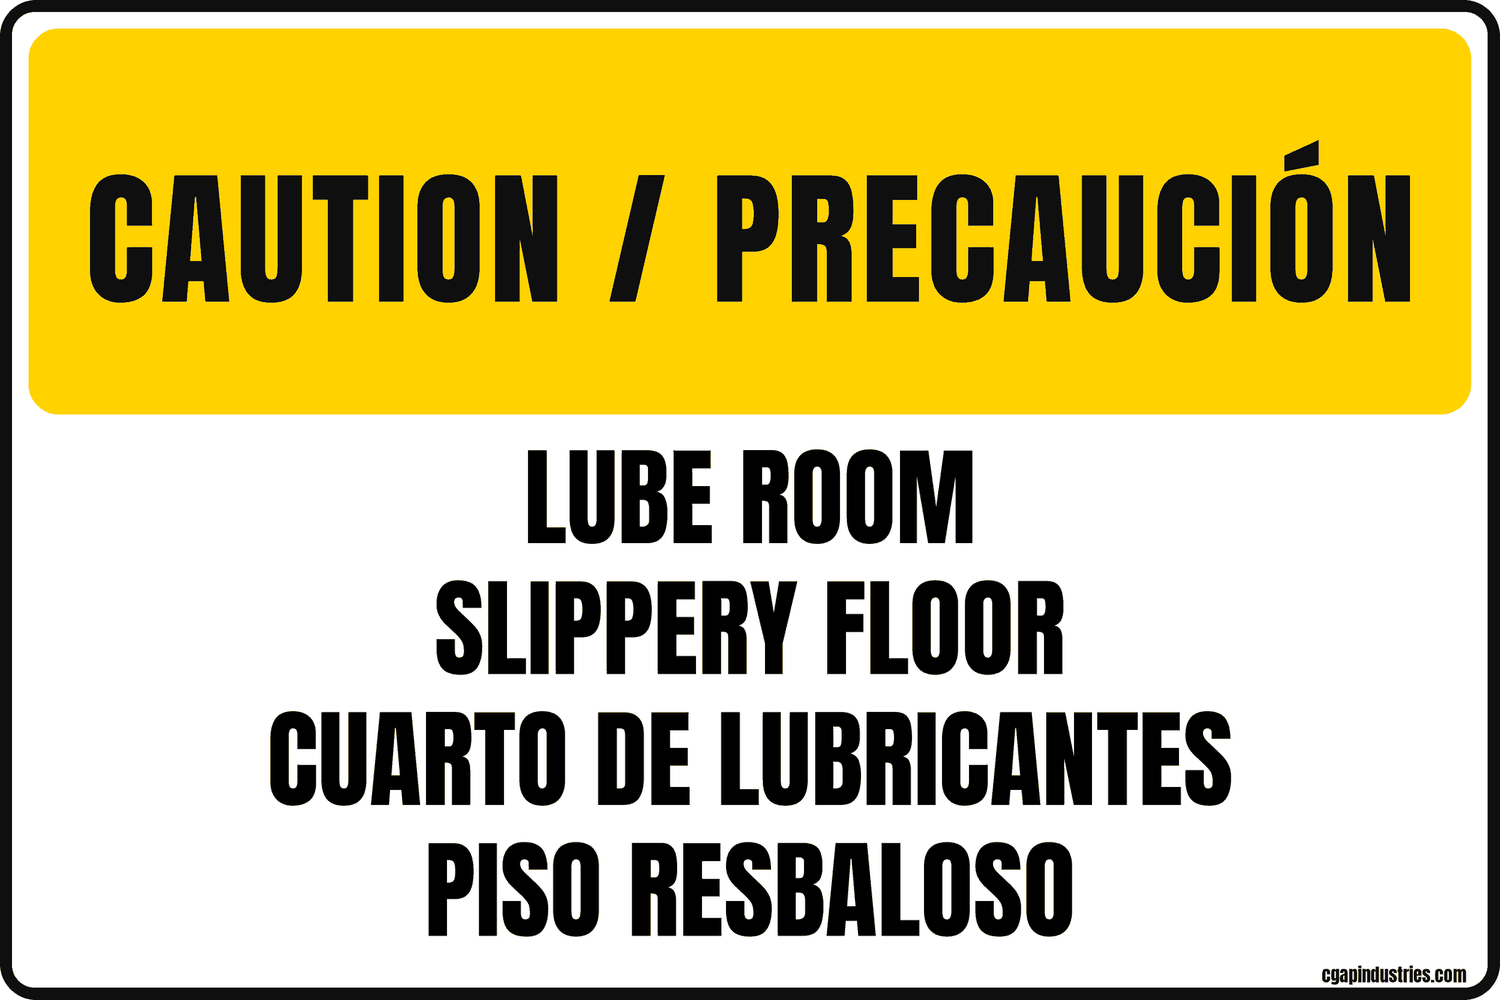 CAUTION / PRECAUCIÓN
LUBE ROOM
SLIPPERY FLOOR
CUARTO DE LUBRICANTES
PISO RESBALOSO
cgapindustries.com